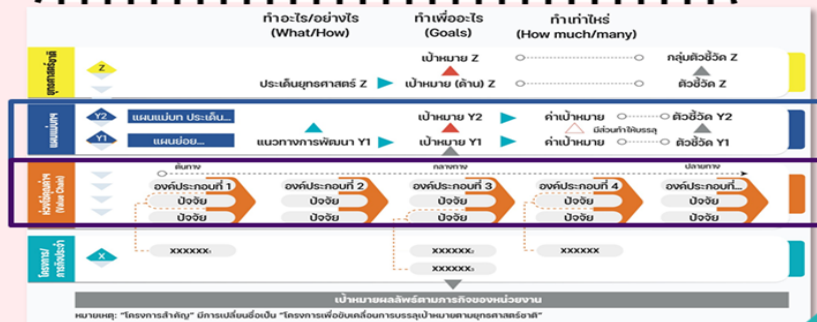 ทำอะไร/อย่างไร ทำเพื่ออะไร ทำเท่าไหร่
(What/How) (Goals) (How much/many)
ยุทธศาสตร์ชาติ
Z เป้าหมาย Z กลุ่มตัวชี้วัด Z
ประเด็นยุทธศาสตร์ Z เป้าหมาย (ด้าน) Z ตัวชี้วัด Z
แผนแม่บทฯ
Y2 แผนแม่บท ประเด็น... เป้าหมาย Y2 ค่าเป้าหมาย ตัวชี้วัด Y2
มีส่วนทำให้บรรลุ
Y1 แผนย่อย... แนวทางการพัฒนา Y1 เป้าหมาย Y1 ค่าเป้าหมาย ตัวชี้วัด Y1
ห่วงโซ่คุณค่าฯ
(Value Chain)
ต้นทาง กลางทาง ปลายทาง
องค์ประกอบที่ 1 องค์ประกอบที่ 2 องค์ประกอบที่ 3 องค์ประกอบที่ 4 องค์ประกอบที่...
ปัจจัย ปัจจัย ปัจจัย ปัจจัย ปัจจัย
ปัจจัย ปัจจัย ปัจจัย ปัจจัย ปัจจัย
โครงการ/
การดำเนินงาน
X xxxxxx xxxxxx xxxxxx
xxxxxx
เป้าหมายผลลัพธ์ตามภารกิจของหน่วยงาน
หมายเหตุ: "โครงการสำคัญ" มีการเปลี่ยนชื่อเป็น "โครงการเพื่อขับเคลื่อนการบรรลุเป้าหมายตามยุทธศาสตร์ชาติ"